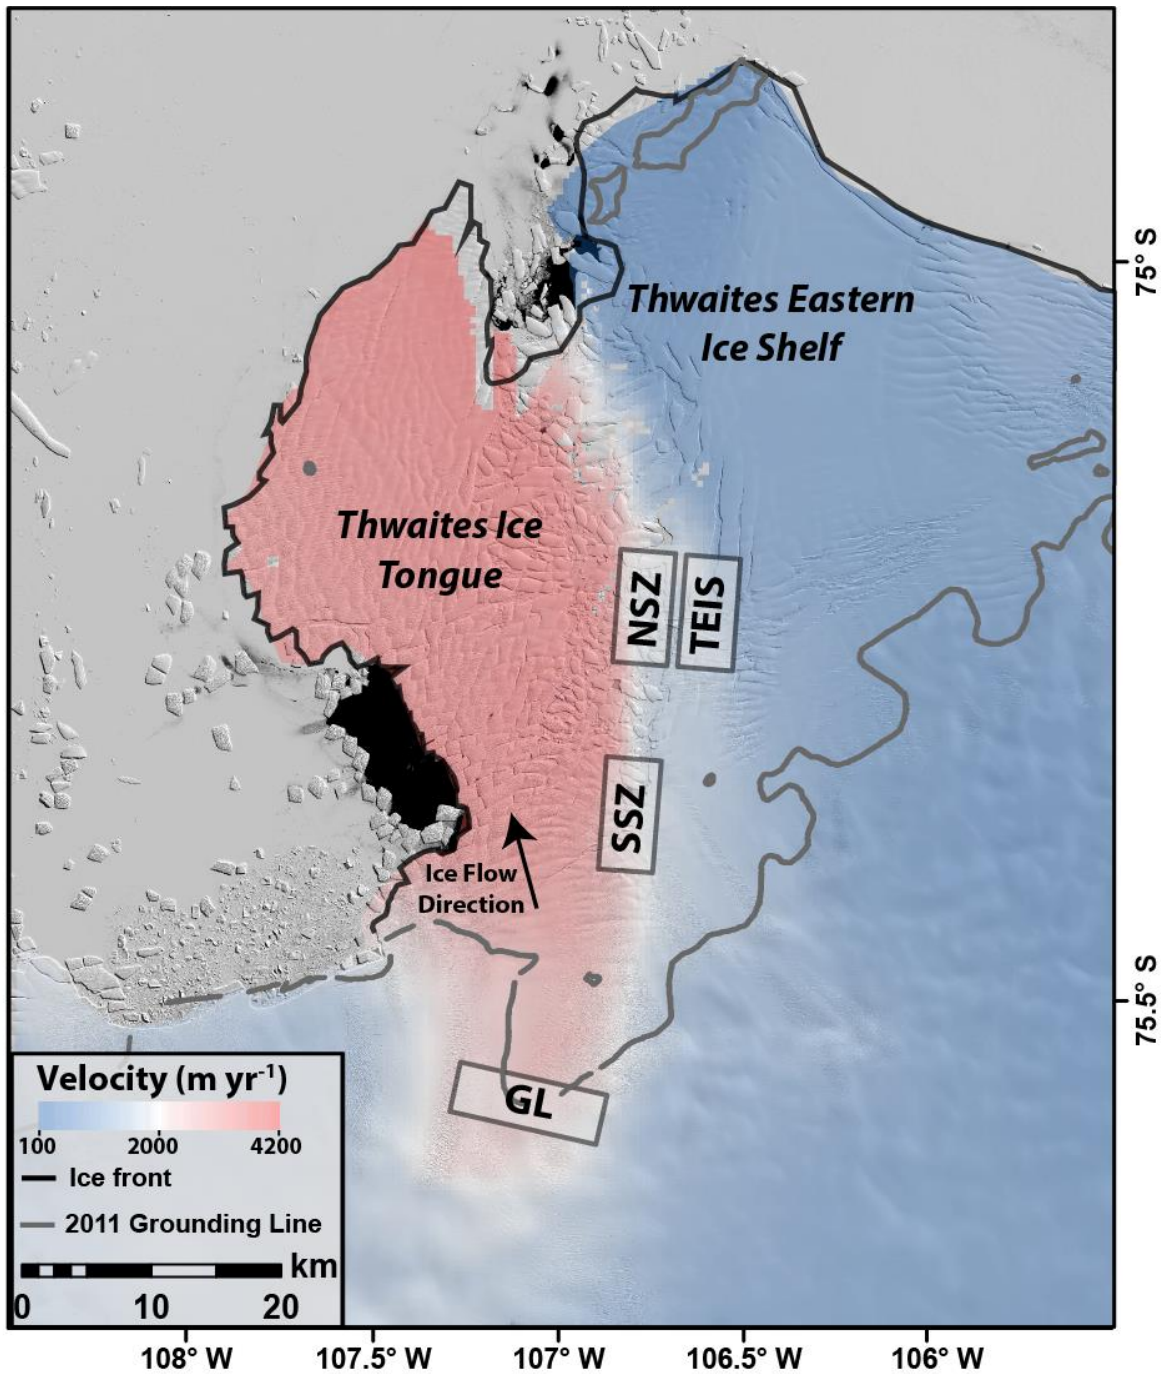 Thwaites Eastern
Ice Shelf
75° S
Thwaites Ice
Tongue
NSZ
TEIS
SSZ
Ice Flow
Direction
75.5° S
GL
Velocity (m yr⁻¹)
100 2000 4200
Ice front
2011 Grounding Line
km
0 10 20
108° W 107.5° W 107° W 106.5° W 106° W